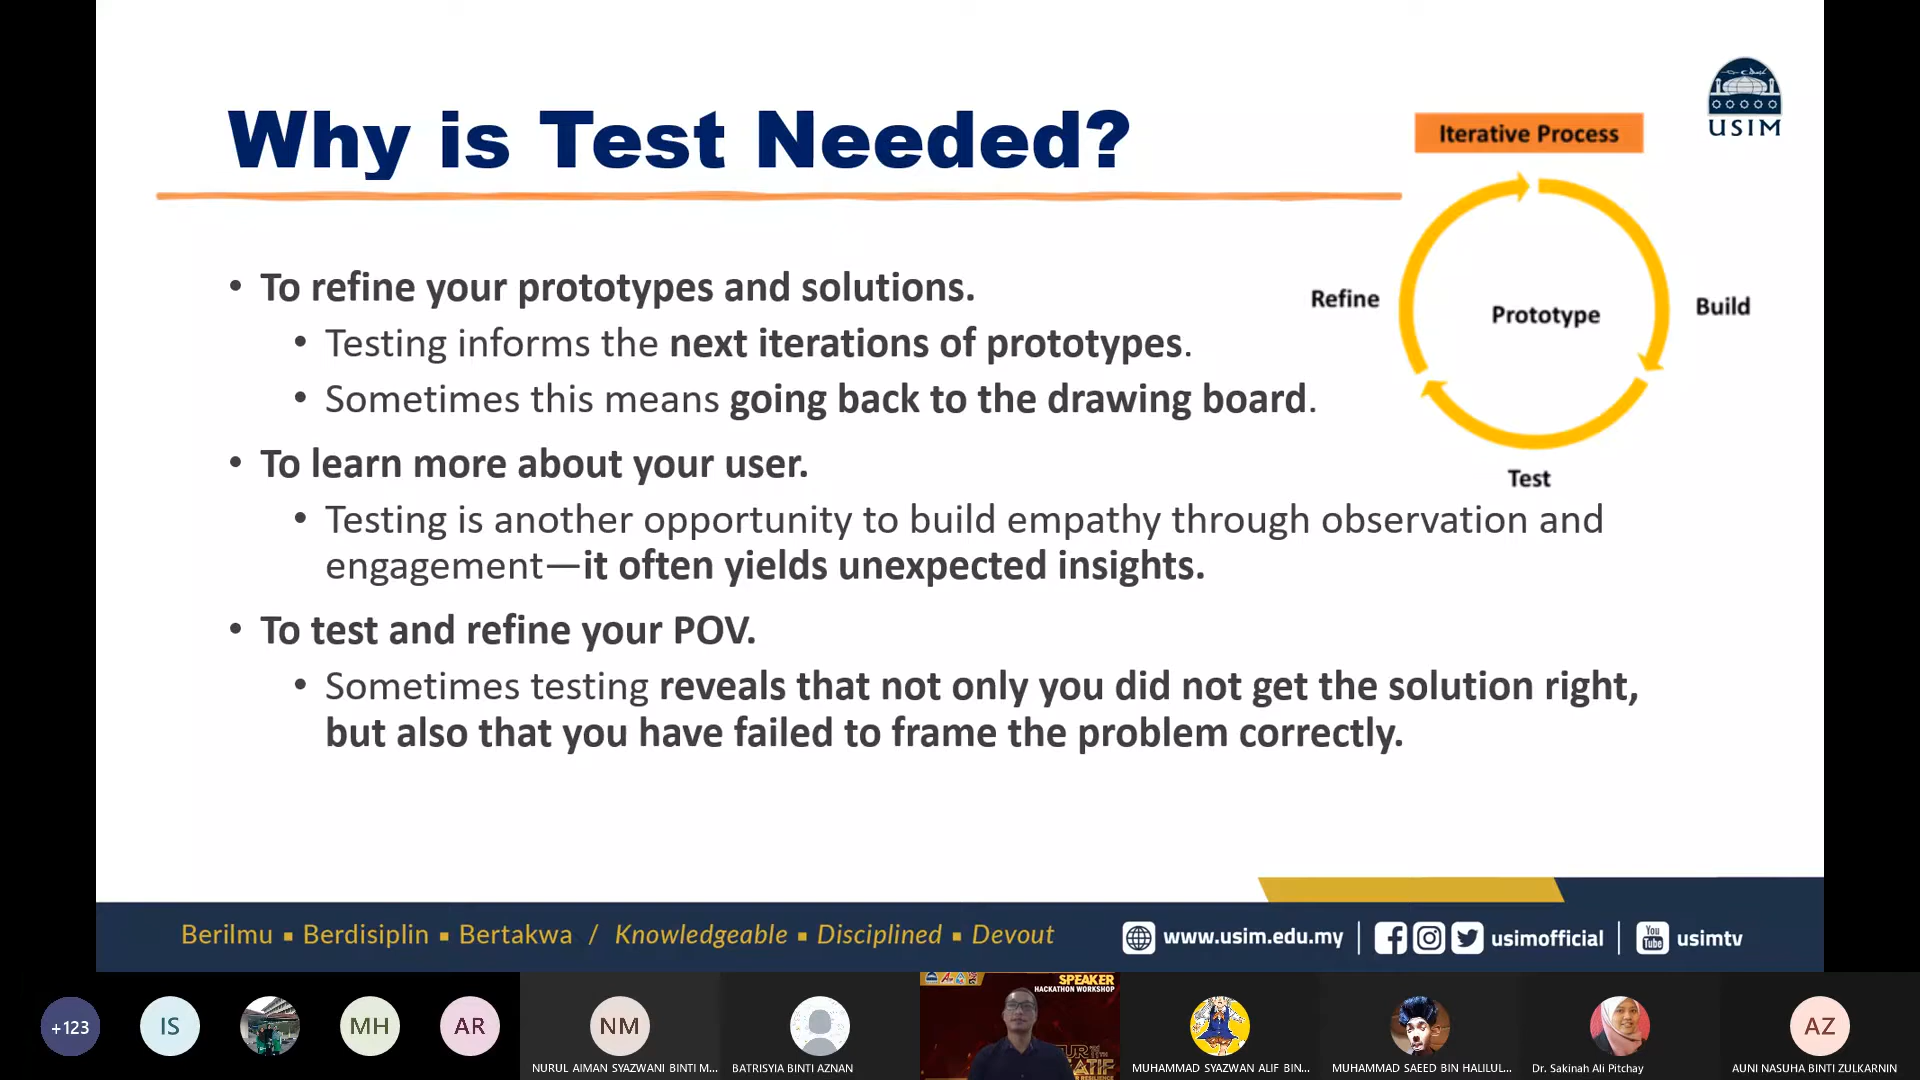 Why is Test Needed?
Iterative Process
USIM
Refine
Prototype
Build
Test
• To refine your prototypes and solutions.
• Testing informs the next iterations of prototypes.
• Sometimes this means going back to the drawing board.
• To learn more about your user.
• Testing is another opportunity to build empathy through observation and
engagement—it often yields unexpected insights.
• To test and refine your POV.
• Sometimes testing reveals that not only you did not get the solution right,
but also that you have failed to frame the problem correctly.
Berilmu ▪ Berdisiplin ▪ Bertakwa / Knowledgeable ▪ Disciplined ▪ Devout
www.usim.edu.my | usimofficial | You Tube usimtv
+123
IS
MH
AR
NM
NURUL AIMAN SYAZWANI BINTI M...
BATRISYIA BINTI AZNAN
SPEAKER
HACKATHON WORKSHOP
MUHAMMAD SYAZWAN ALIF BIN...
MUHAMMAD SAEED BIN HALILUL...
Dr. Sakinah Ali Pitchay
AZ
AUNI NASUHA BINTI ZULKARNIN